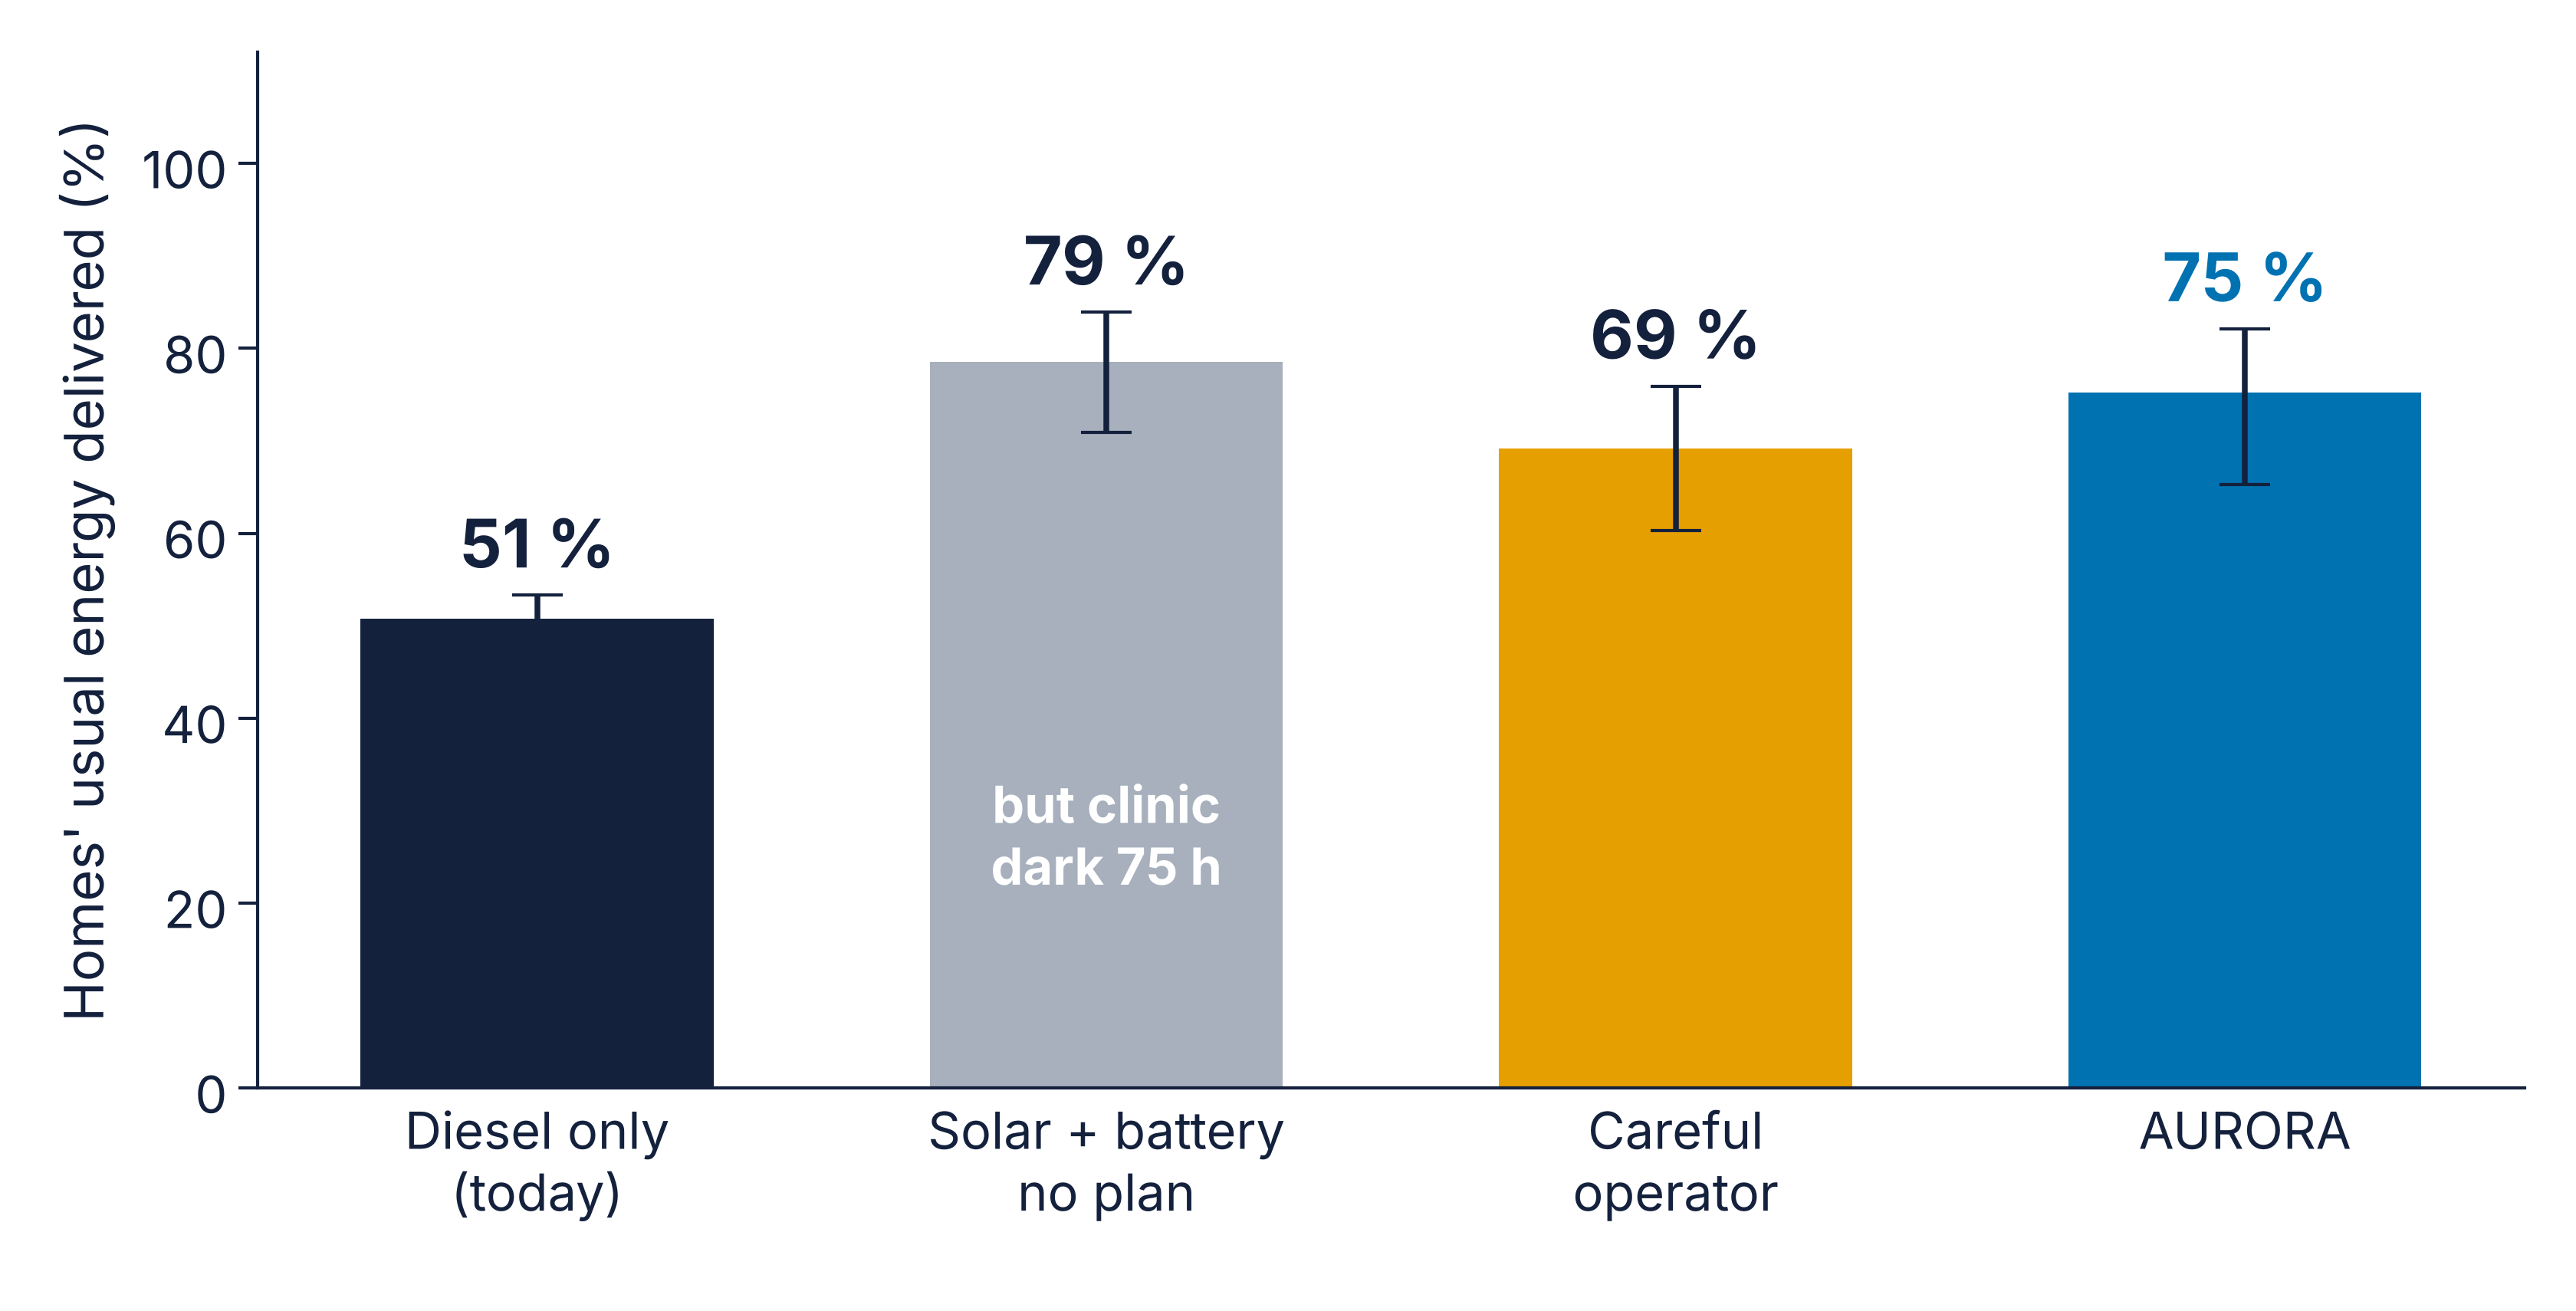 Homes' usual energy delivered (%)
100
80
60
40
20
0
51 %
79 %
69 %
75 %
but clinic
dark 75 h
Diesel only
(today)
Solar + battery
no plan
Careful
operator
AURORA